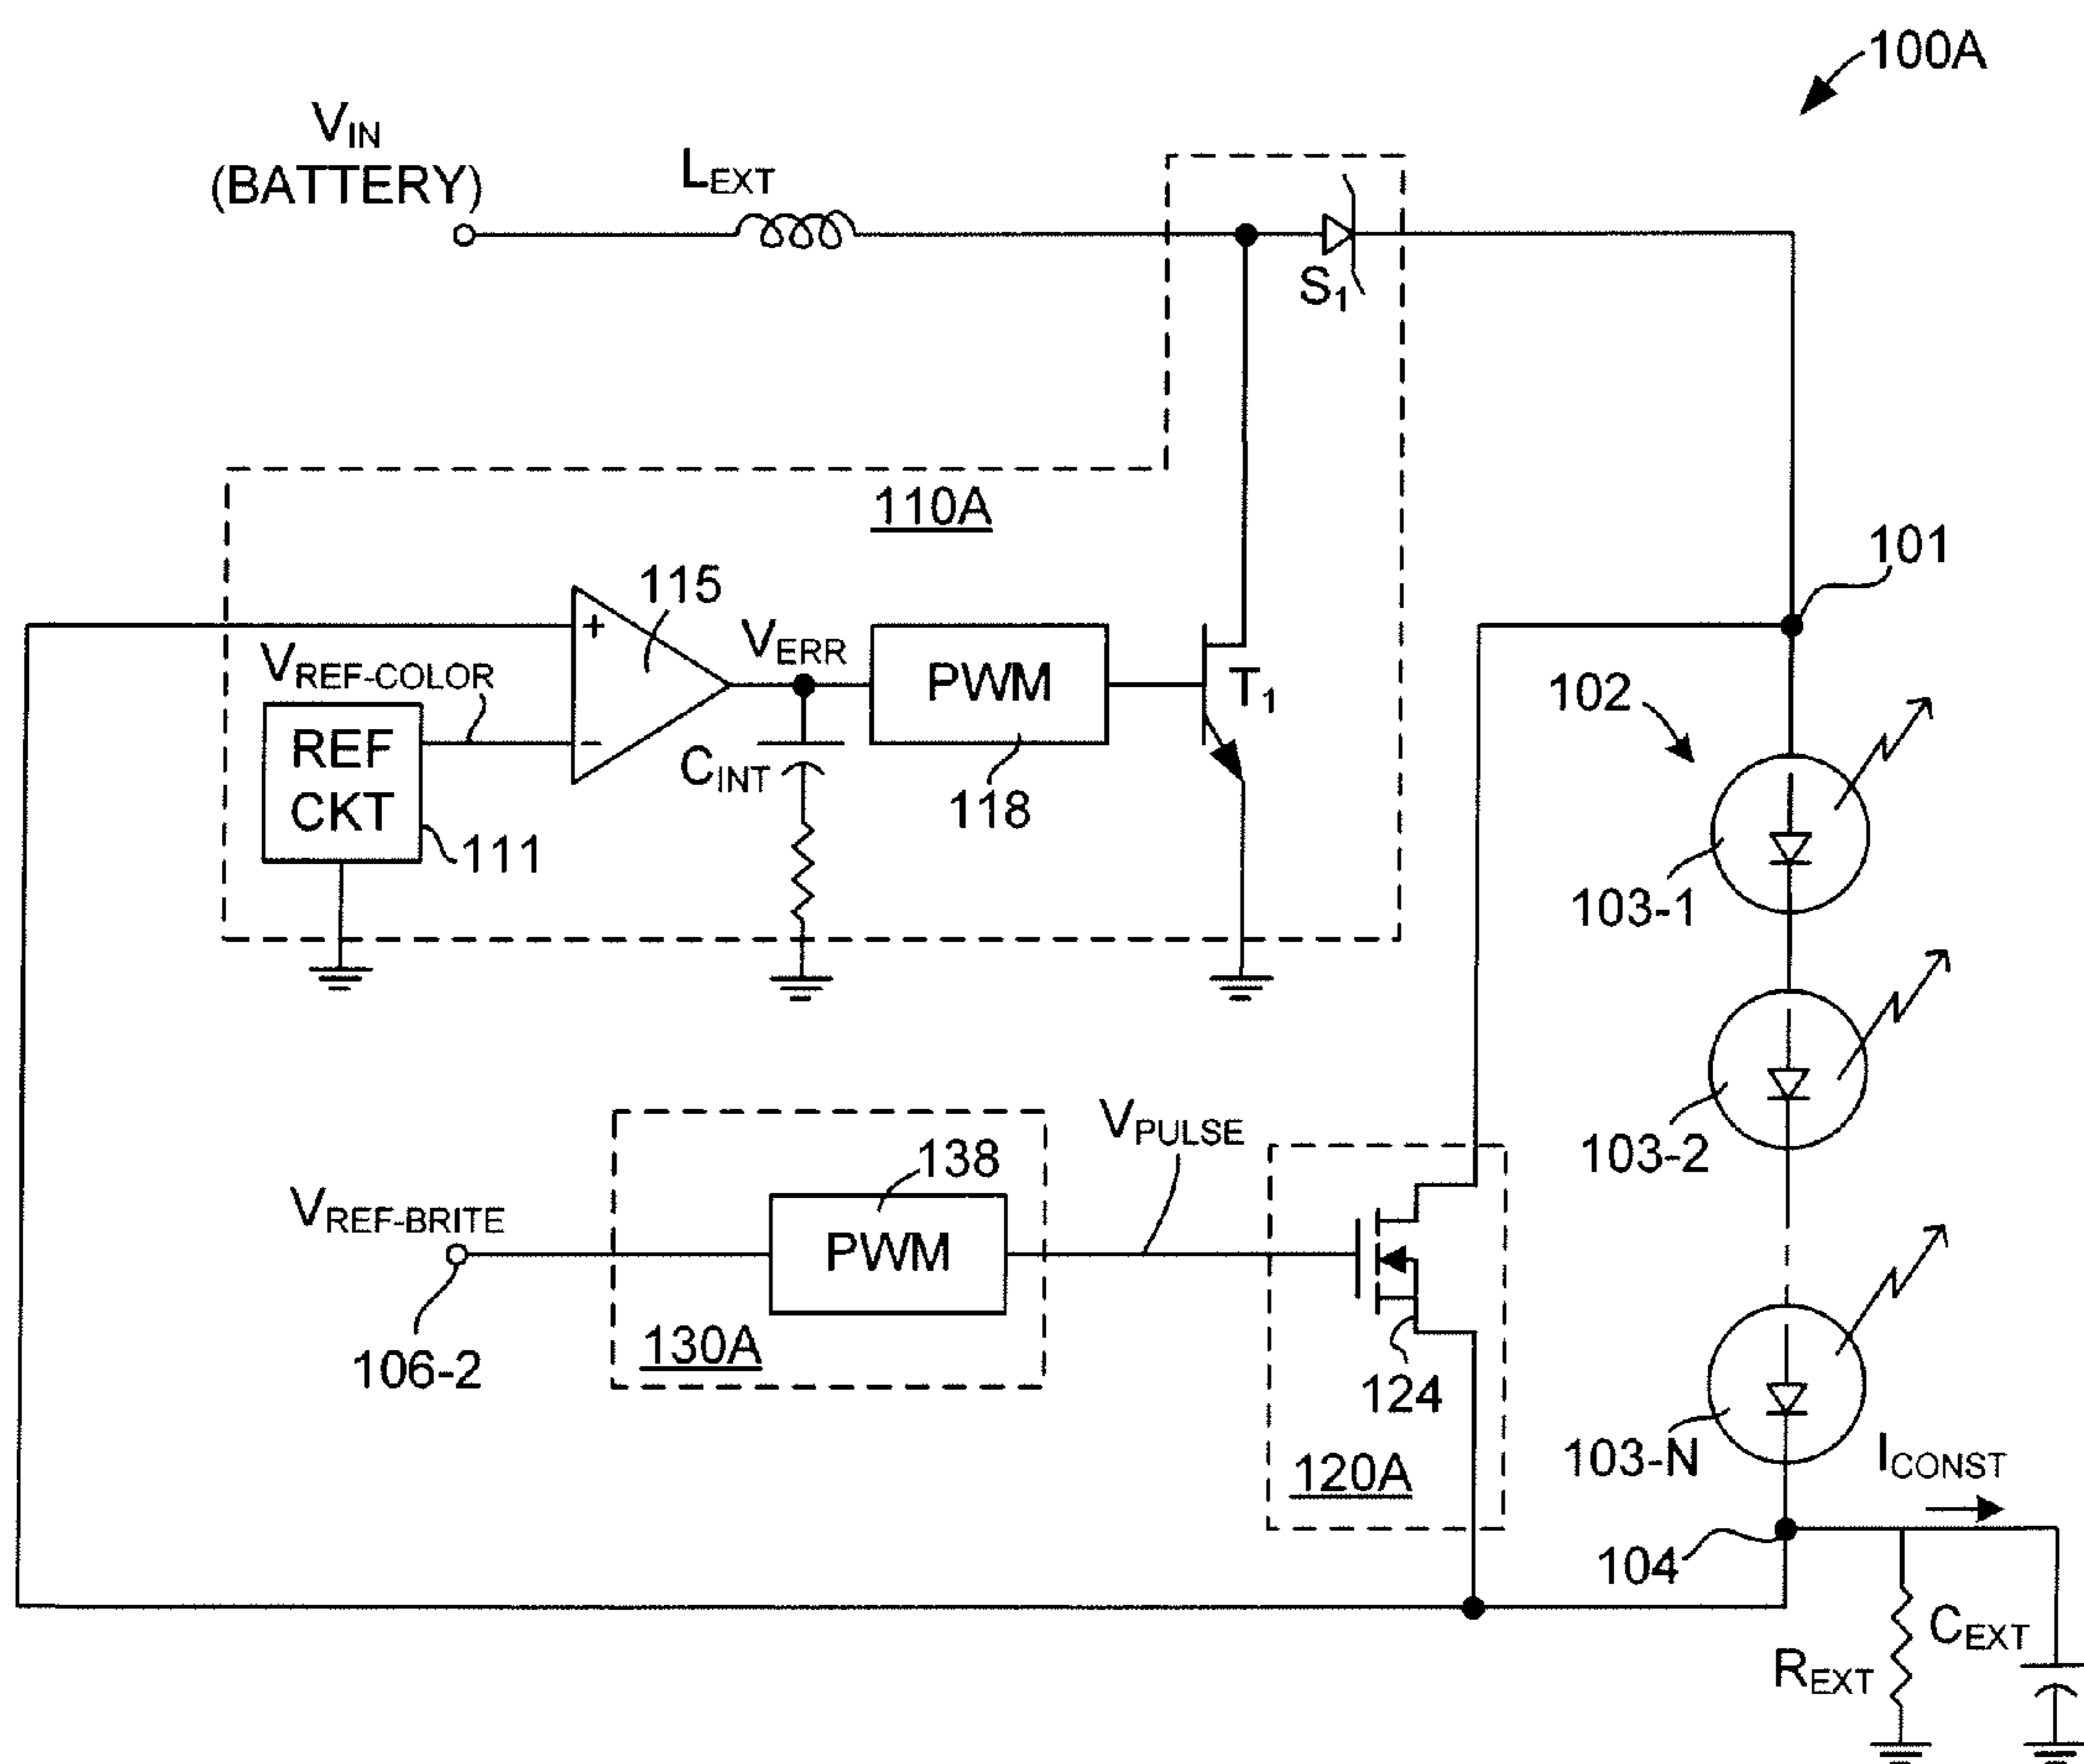 100A
VIN
(BATTERY)
LEXT
S1
110A
101
115
VERR
VREF-COLOR
PWM
T1
102
REF
CKT
CINT
118
111
103-1
VPULSE
103-2
138
VREF-BRITE
PWM
130A
106-2
124
120A
103-N
ICONST
104
CEXT
REXT
+
−